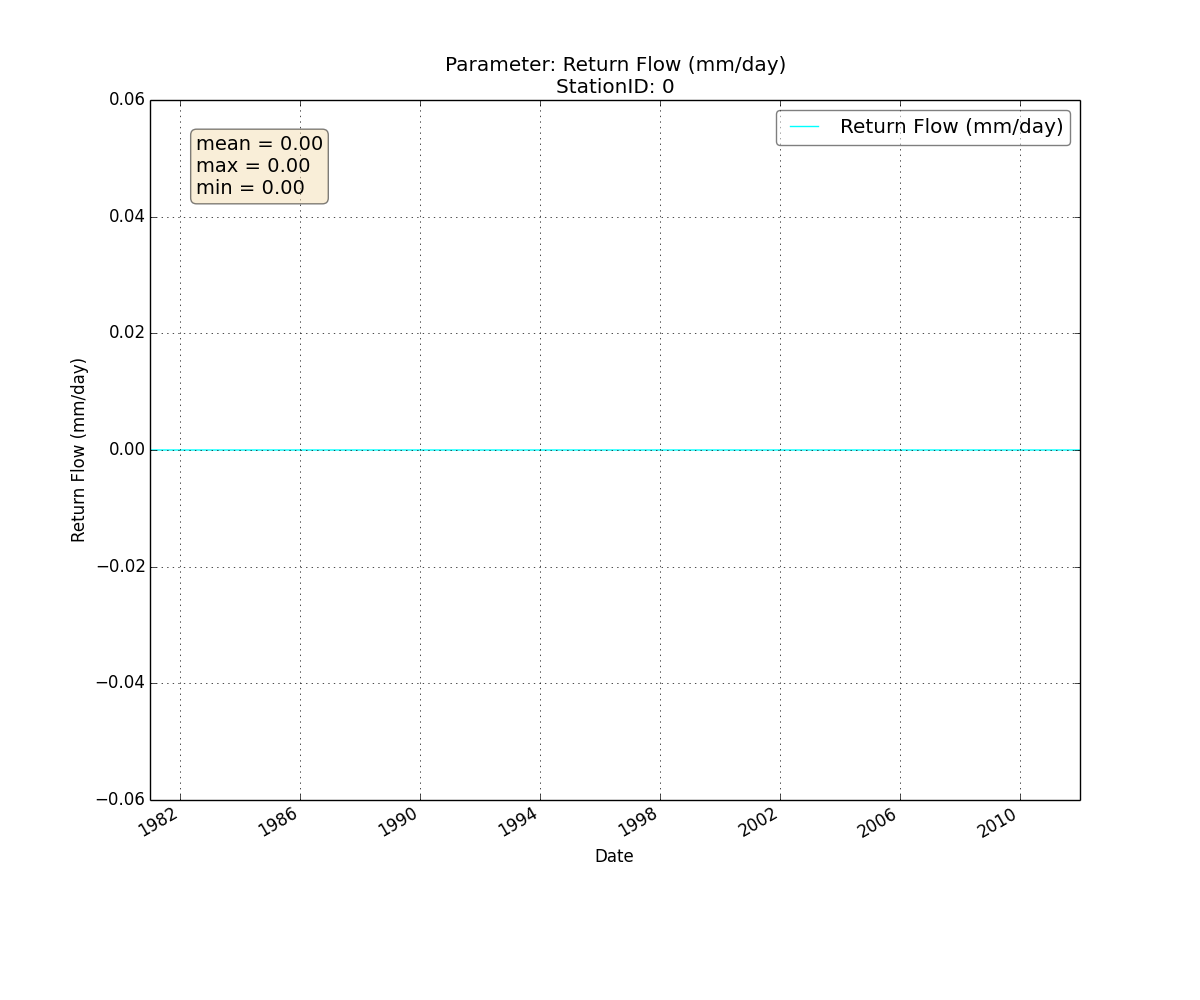 Parameter: Return Flow (mm/day)
StationID: 0
0.06
0.04
0.02
0.00
−0.02
−0.04
−0.06
mean = 0.00
max = 0.00
min = 0.00
Return Flow (mm/day)
Return Flow (mm/day)
1982
1986
1990
1994
1998
2002
2006
2010
Date